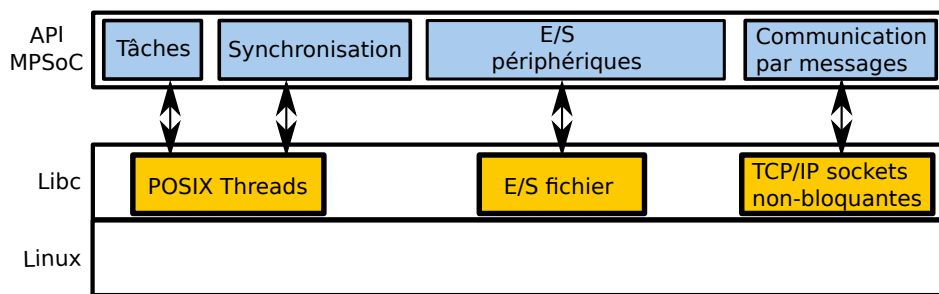 API
MPSoC
Tâches
Synchronisation
E/S
périphériques
Communication
par messages
Libc
POSIX Threads
E/S fichier
TCP/IP sockets
non-bloquantes
Linux